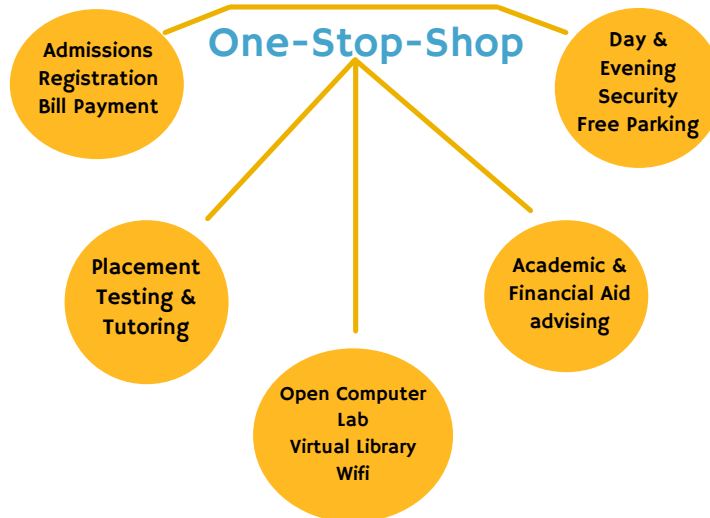 One-Stop-Shop
Admissions
Registration
Bill Payment
Day &
Evening
Security
Free Parking
Placement
Testing &
Tutoring
Academic &
Financial Aid
advising
Open Computer
Lab
Virtual Library
Wifi